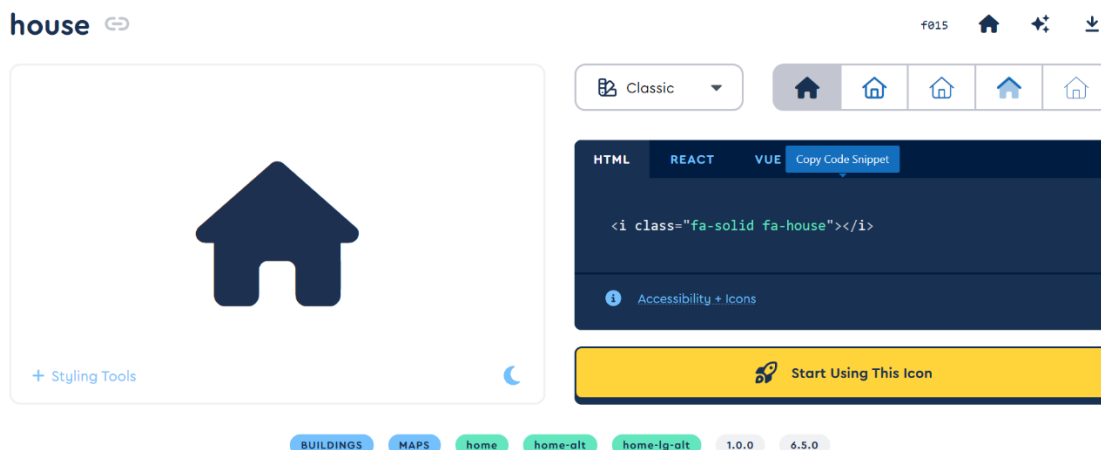 house
f015
Classic
HTML REACT VUE Copy Code Snippet
<i class="fa-solid fa-house"></i>
Accessibility + Icons
+ Styling Tools
Start Using This Icon
BUILDINGS MAPS home home-alt home-lg-alt 1.0.0 6.5.0